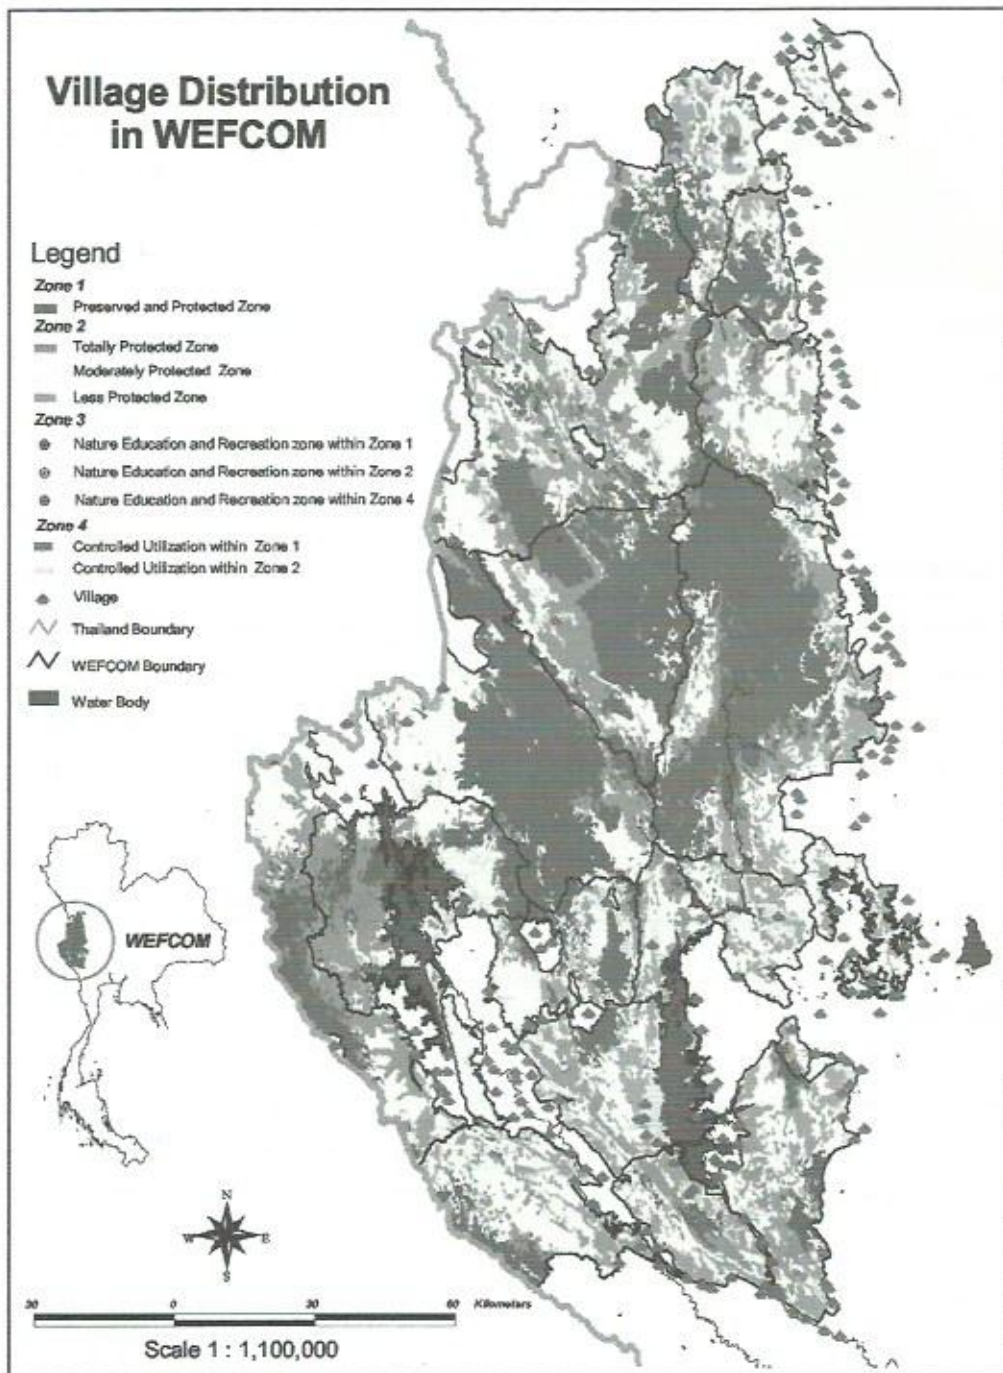 Village Distribution
in WEFCOM
Legend
Zone 1
Preserved and Protected Zone
Zone 2
Totally Protected Zone
Moderately Protected Zone
Less Protected Zone
Zone 3
Nature Education and Recreation zone within Zone 1
Nature Education and Recreation zone within Zone 2
Nature Education and Recreation zone within Zone 4
Zone 4
Controlled Utilization within Zone 1
Controlled Utilization within Zone 2
Village
Thailand Boundary
WEFCOM Boundary
Water Body
WEFCOM
N
W E
S
30 0 30 60 Kilometers
Scale 1 : 1,100,000